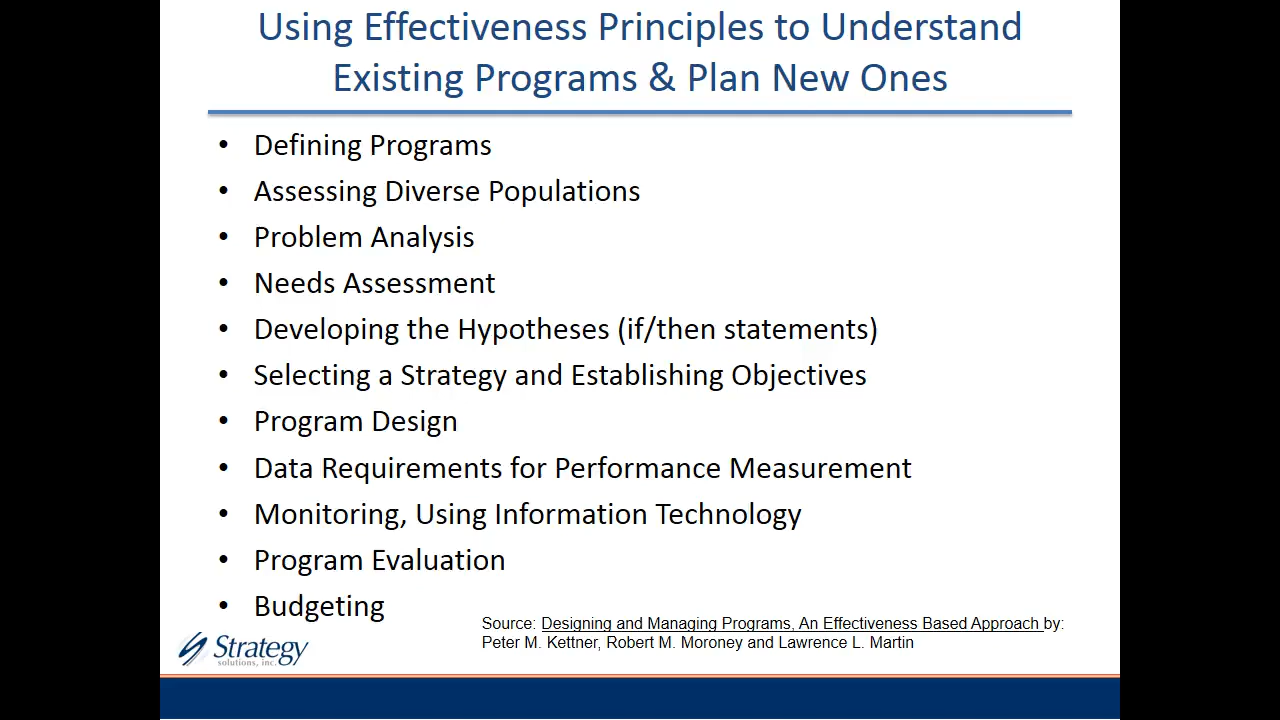 Using Effectiveness Principles to Understand
Existing Programs & Plan New Ones
• Defining Programs
• Assessing Diverse Populations
• Problem Analysis
• Needs Assessment
• Developing the Hypotheses (if/then statements)
• Selecting a Strategy and Establishing Objectives
• Program Design
• Data Requirements for Performance Measurement
• Monitoring, Using Information Technology
• Program Evaluation
• Budgeting
Source: Designing and Managing Programs, An Effectiveness Based Approach by:
Peter M. Kettner, Robert M. Moroney and Lawrence L. Martin
Strategy
solutions, inc.